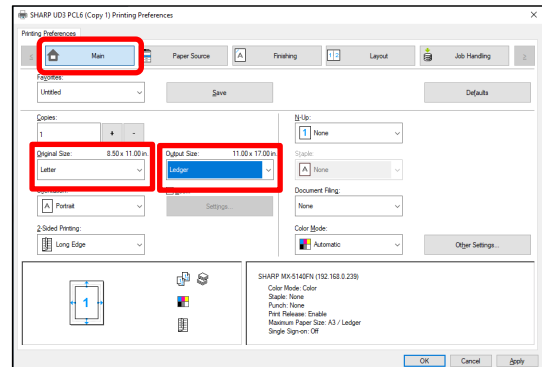 SHARP UD3 PCL6 (Copy 1) Printing Preferences
Printing Preferences
Main
Paper Source
Finishing
Layout
Job Handling
Favorites:
Untitled
Save
Defaults
Copies:
1
+ -
N-Up:
1 None
Original Size: 8.50 x 11.00 in.
Letter
Output Size: 11.00 x 17.00 in.
Ledger
Staple:
None
Portrait
Settings...
Document Filing:
None
2-Sided Printing:
Long Edge
Color Mode:
Automatic
Other Settings...
1
SHARP MX-5140FN (192.168.0.239)
Color Mode: Color
Staple: None
Punch: None
Print Release: Enable
Maximum Paper Size: A3 / Ledger
Single Sign-on: Off
OK Cancel Apply